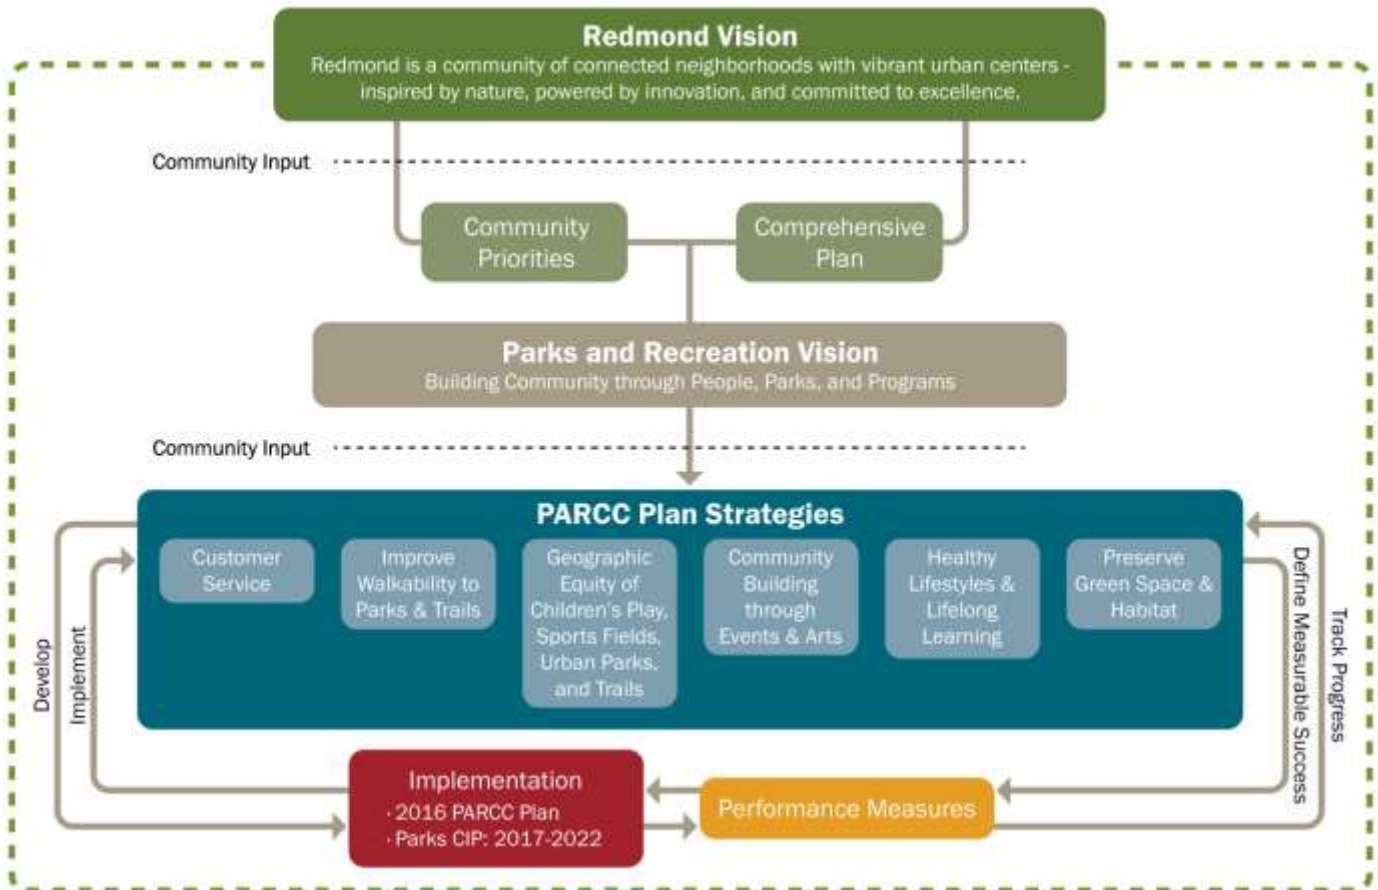 Redmond Vision
Redmond is a community of connected neighborhoods with vibrant urban centers -
inspired by nature, powered by innovation, and committed to excellence.
Community Input
Community
Priorities
Comprehensive
Plan
Parks and Recreation Vision
Building Community through People, Parks, and Programs
Community Input
PARCC Plan Strategies
Customer
Service
Improve
Walkability to
Parks & Trails
Geographic
Equity of
Children's Play,
Sports Fields,
Urban Parks,
and Trails
Community
Building
through
Events & Arts
Healthy
Lifestyles &
Lifelong
Learning
Preserve
Green Space &
Habitat
Develop
Implement
Define Measurable Success
Track Progress
Implementation
· 2016 PARCC Plan
· Parks CIP: 2017-2022
Performance Measures